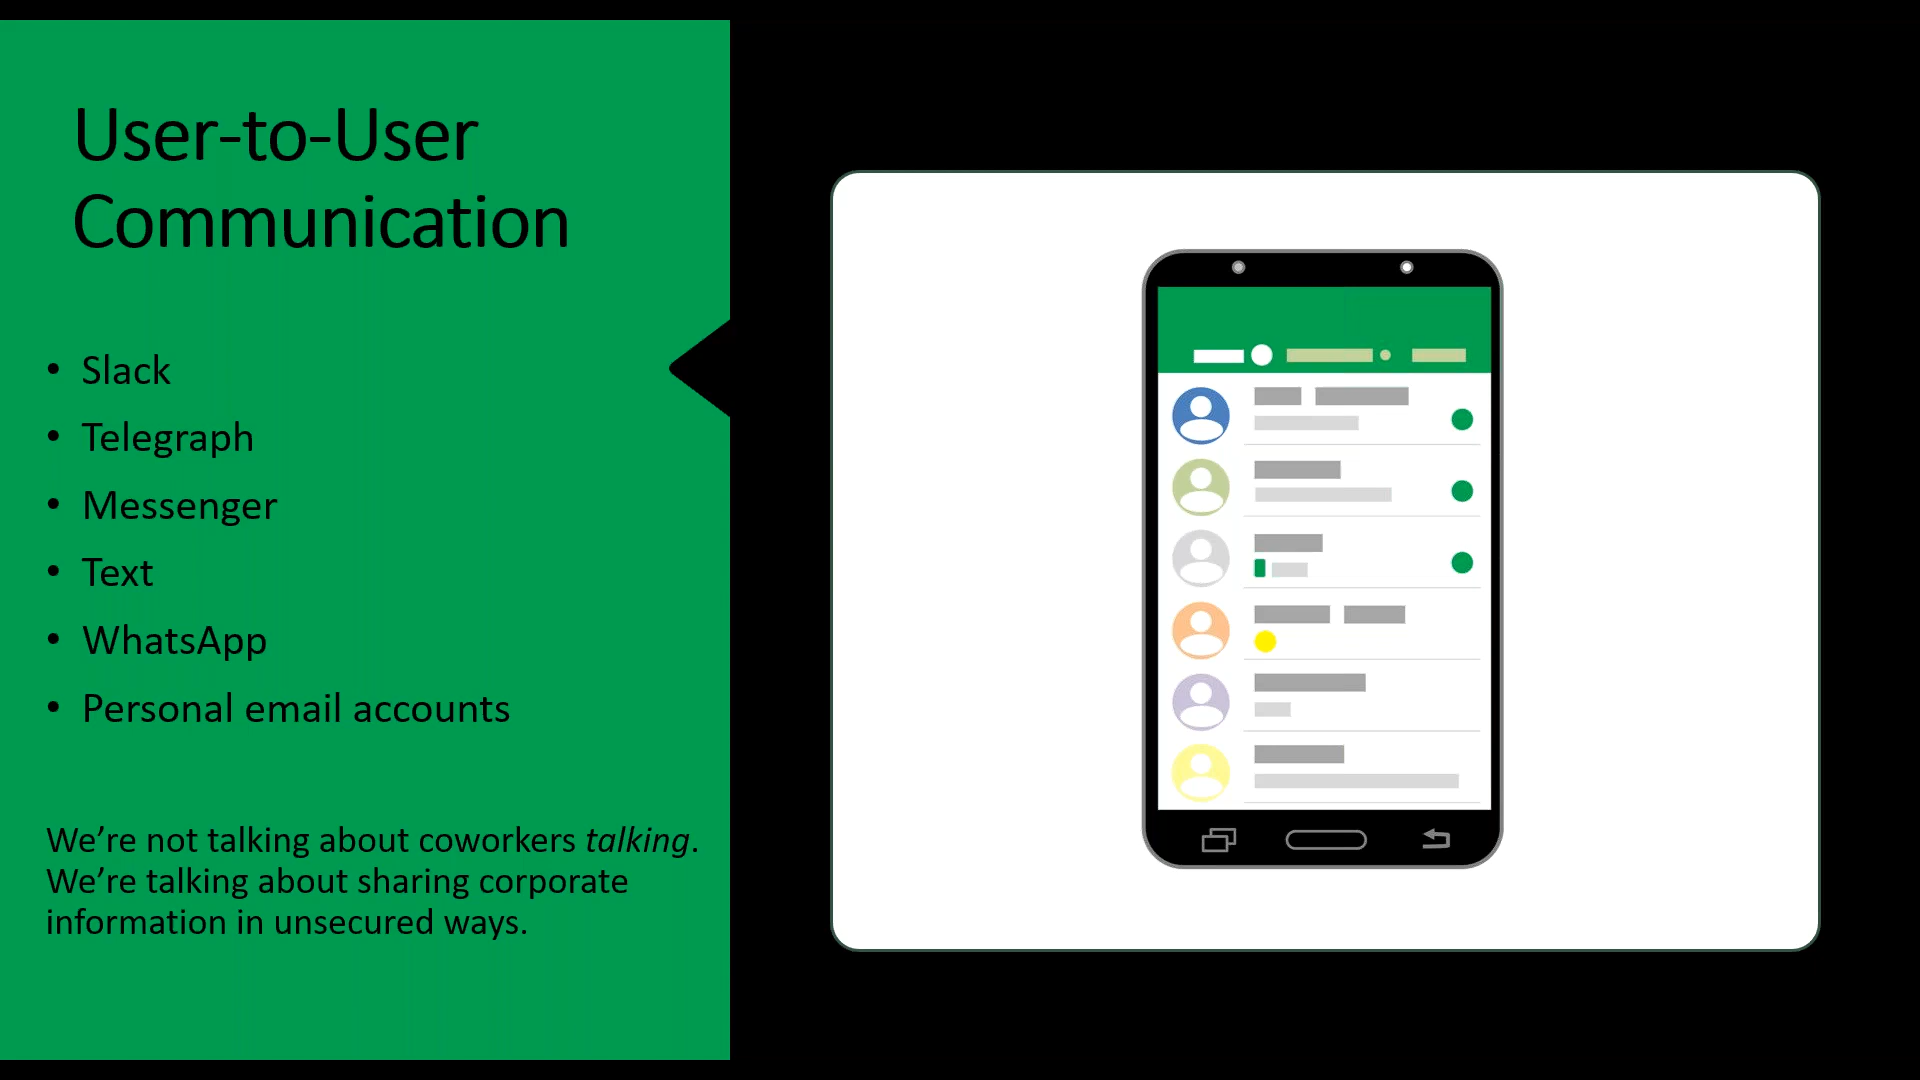 User-to-User
Communication
• Slack
• Telegraph
• Messenger
• Text
• WhatsApp
• Personal email accounts
We’re not talking about coworkers talking.
We’re talking about sharing corporate
information in unsecured ways.